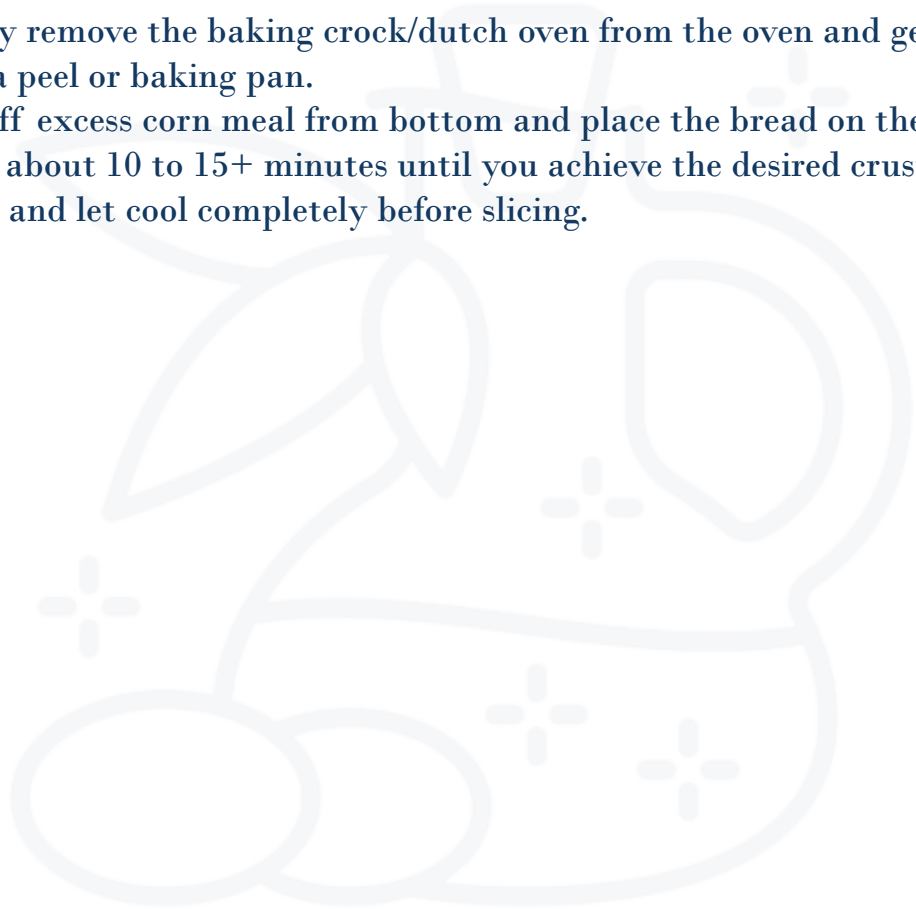 y remove the baking crock/dutch oven from the oven and ge
a peel or baking pan.
ff excess corn meal from bottom and place the bread on the
about 10 to 15+ minutes until you achieve the desired crus
and let cool completely before slicing.